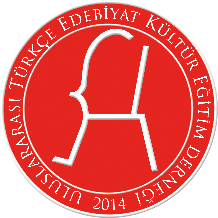 ULUSLARARASI TÜRKÇE EDEBİYAT KÜLTÜR EĞİTİM DERNEĞİ
2014